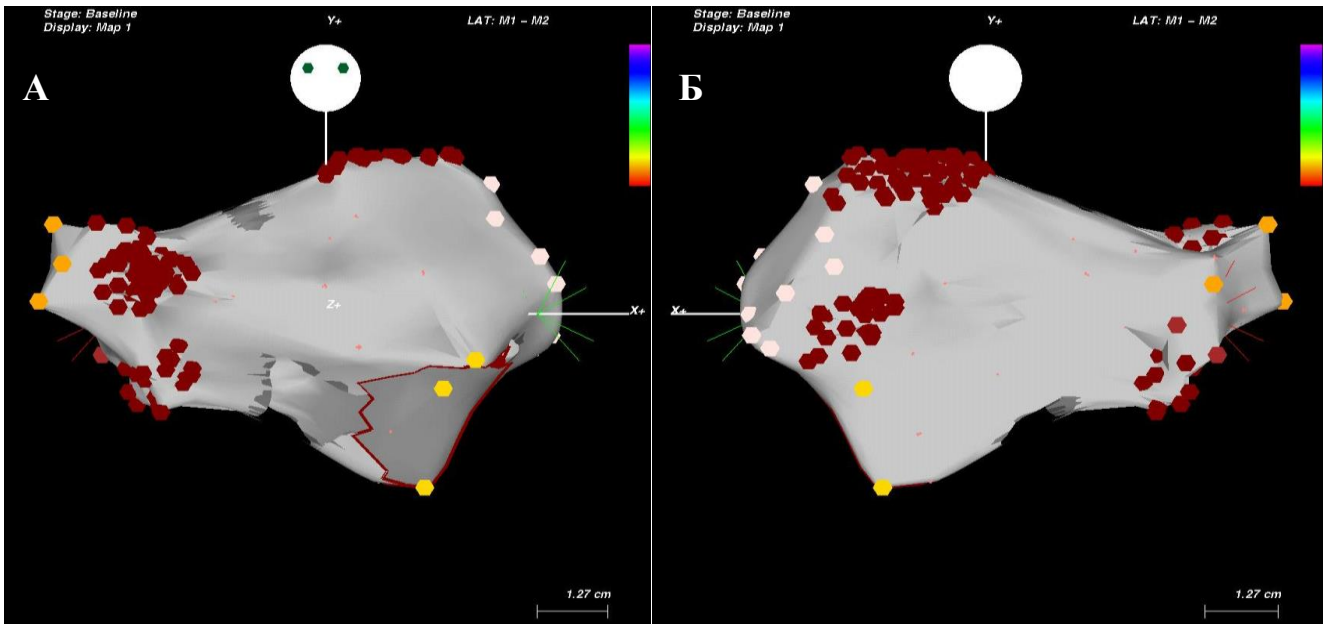 Stage: Baseline
Display: Map 1
Y+
LAT: M1 – M2
А
Z+
X+
1.27 cm
Stage: Baseline
Display: Map 1
Y+
LAT: M1 – M2
Б
X+
1.27 cm